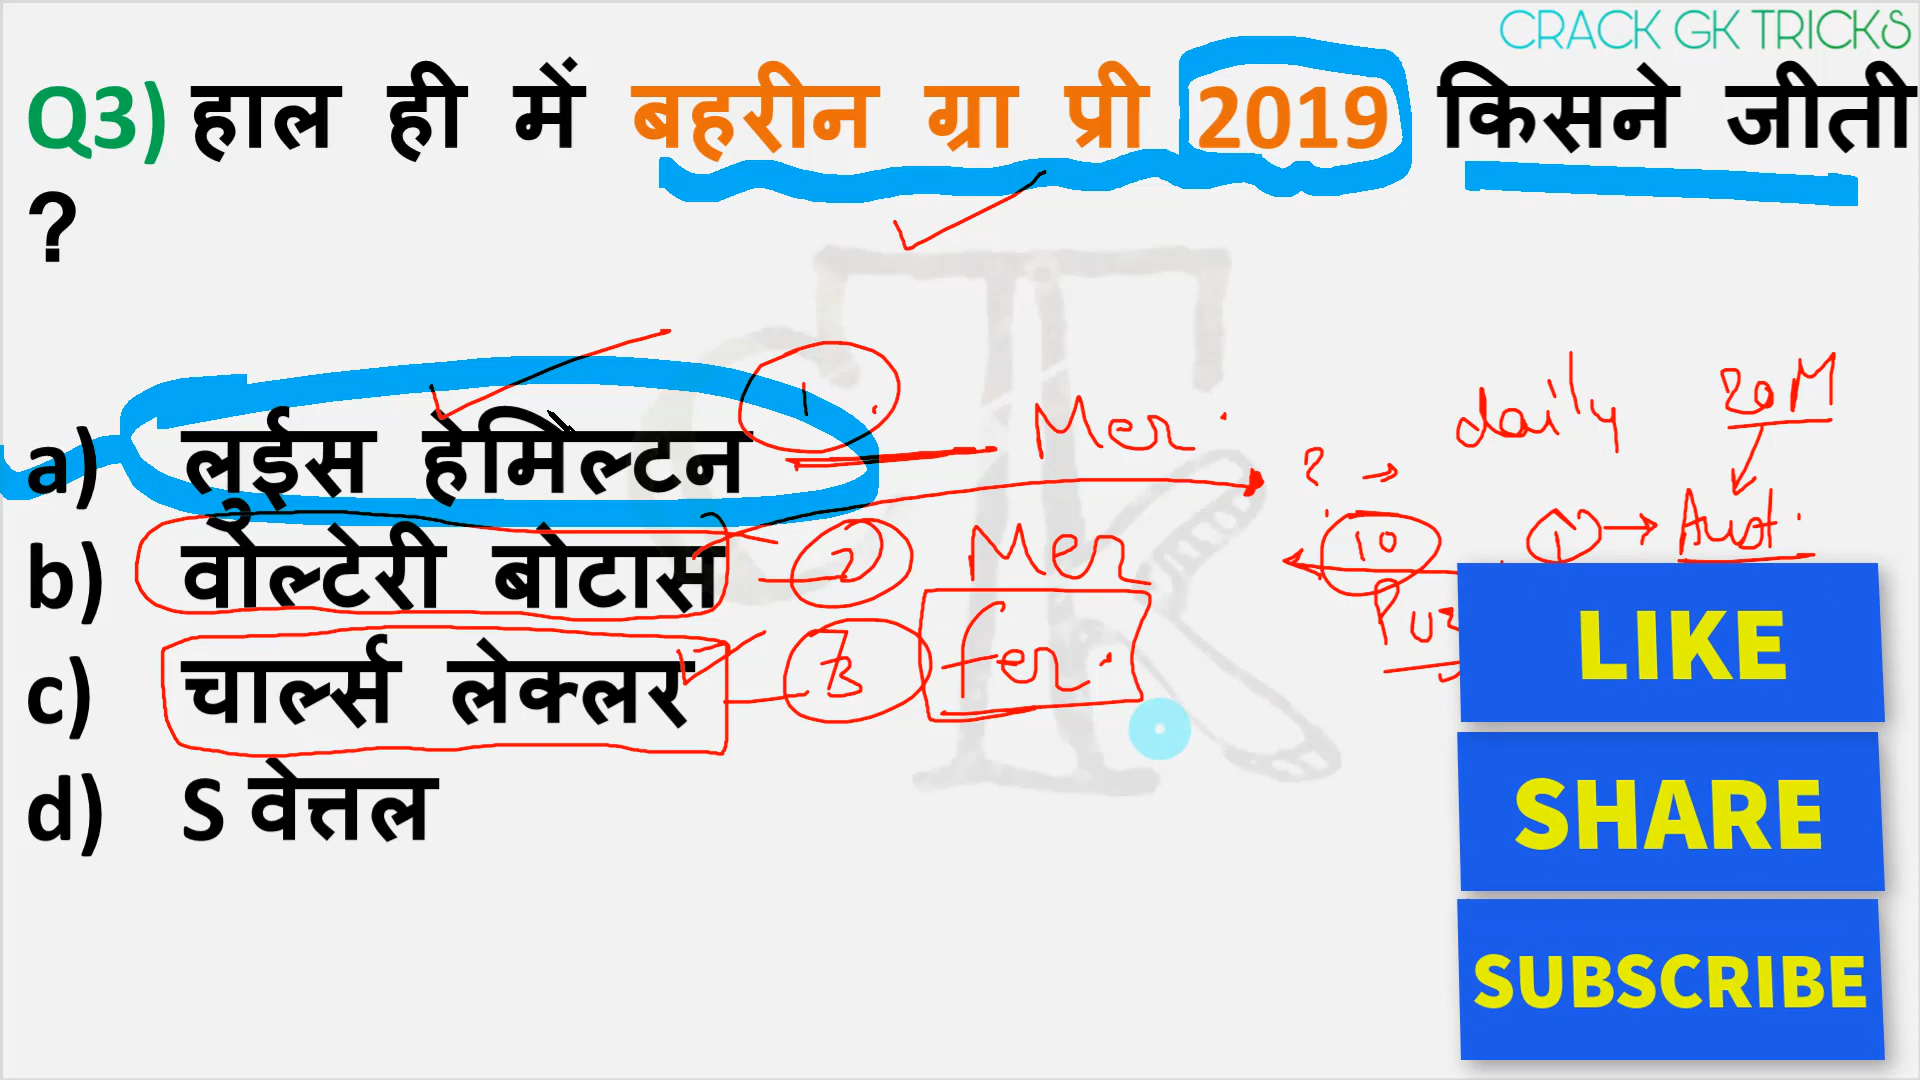 CRACK GK TRICKS
Q3) हाल ही में बहरीन ग्रा प्री 2019 किसने जीती
?
a) लुईस हेमिल्टन 1. Mer.
? → daily 20 M
b) वोल्टेरी बोटास 2 Mer
10 1 → Aust.
c) चार्ल्स लेक्लर 3 fer.
d) S वेत्तल
LIKE
SHARE
SUBSCRIBE